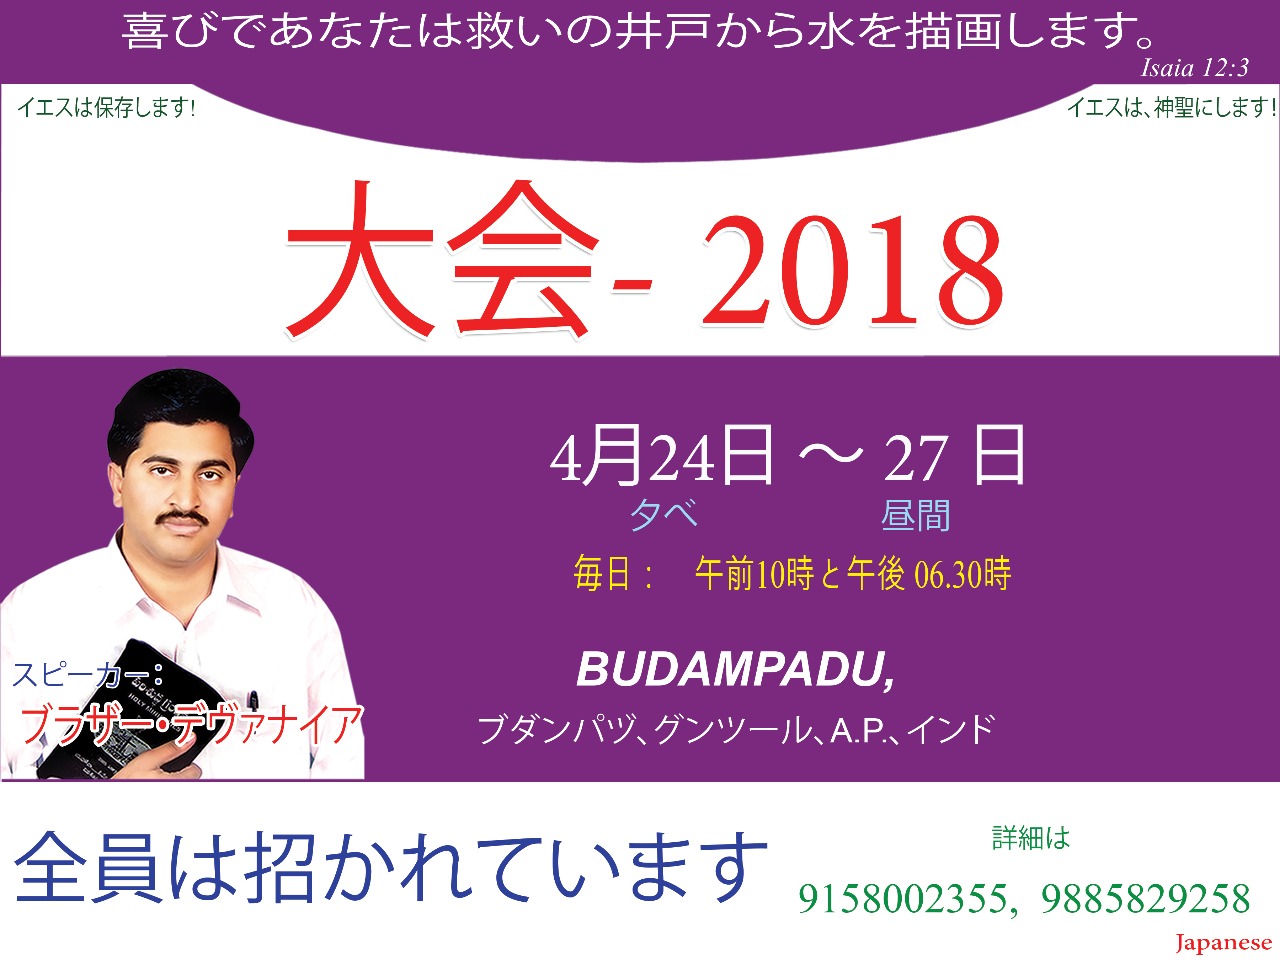 喜びであなたは救いの井戸から水を描画します。
Isaia 12:3
イエスは保存します!
イエスは、神聖にします!
大会- 2018
4月24日 ～ 27 日
夕べ 昼間
毎日： 午前10時と午後 06.30時
BUDAMPADU,
ブダンパヅ、グンツール、A.P.、インド
スピーカー：
ブラザー・デヴァナイア
全員は招かれています
詳細は
9158002355, 9885829258
Japanese